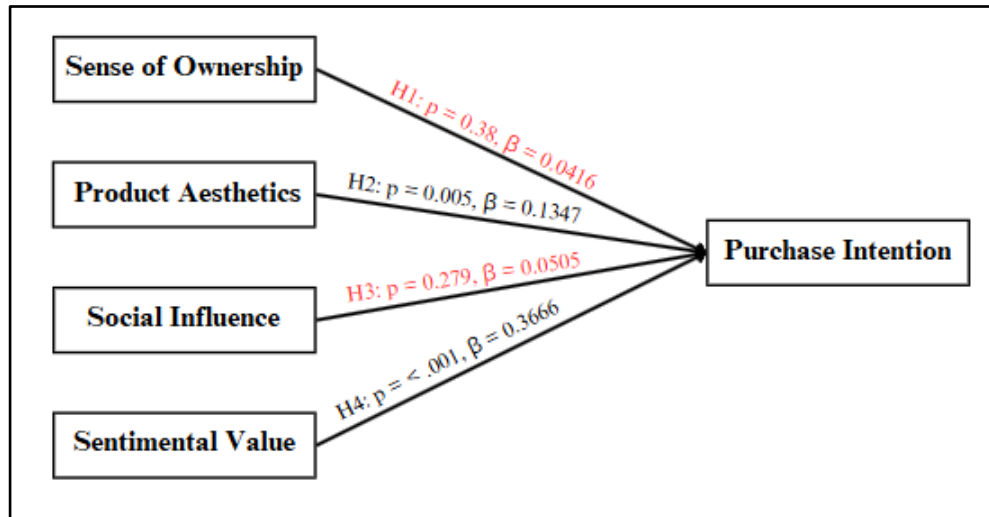 Sense of Ownership
H1: p = 0.38, β = 0.0416
Product Aesthetics
H2: p = 0.005, β = 0.1347
Purchase Intention
Social Influence
H3: p = 0.279, β = 0.0505
Sentimental Value
H4: p = < .001, β = 0.3666